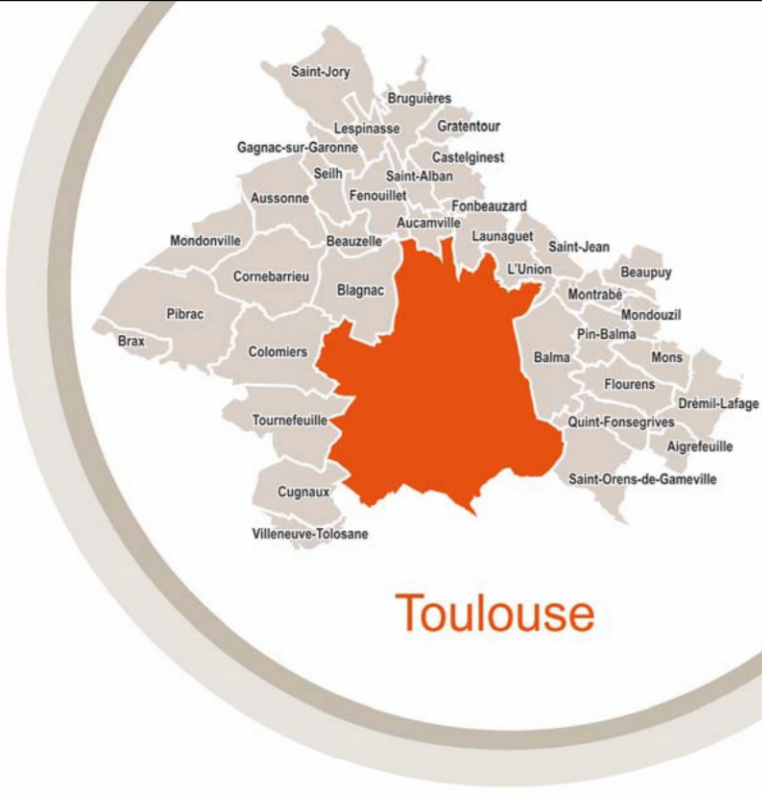 Saint-Jory
Bruguières
Lespinasse
Gratentour
Gagnac-sur-Garonne
Castelginest
Seilh
Saint-Alban
Aussonne
Fenouillet
Fonbeauzard
Aucamville
Mondonville
Beauzelle
Launaguet
Saint-Jean
Cornebarrieu
L'Union
Beaupuy
Blagnac
Montrabé
Pibrac
Mondouzil
Brax
Pin-Balma
Colomiers
Balma
Mons
Flourens
Drémil-Lafage
Tournefeuille
Quint-Fonsegrives
Aigrefeuille
Cugnaux
Saint-Orens-de-Gameville
Villeneuve-Tolosane
Toulouse